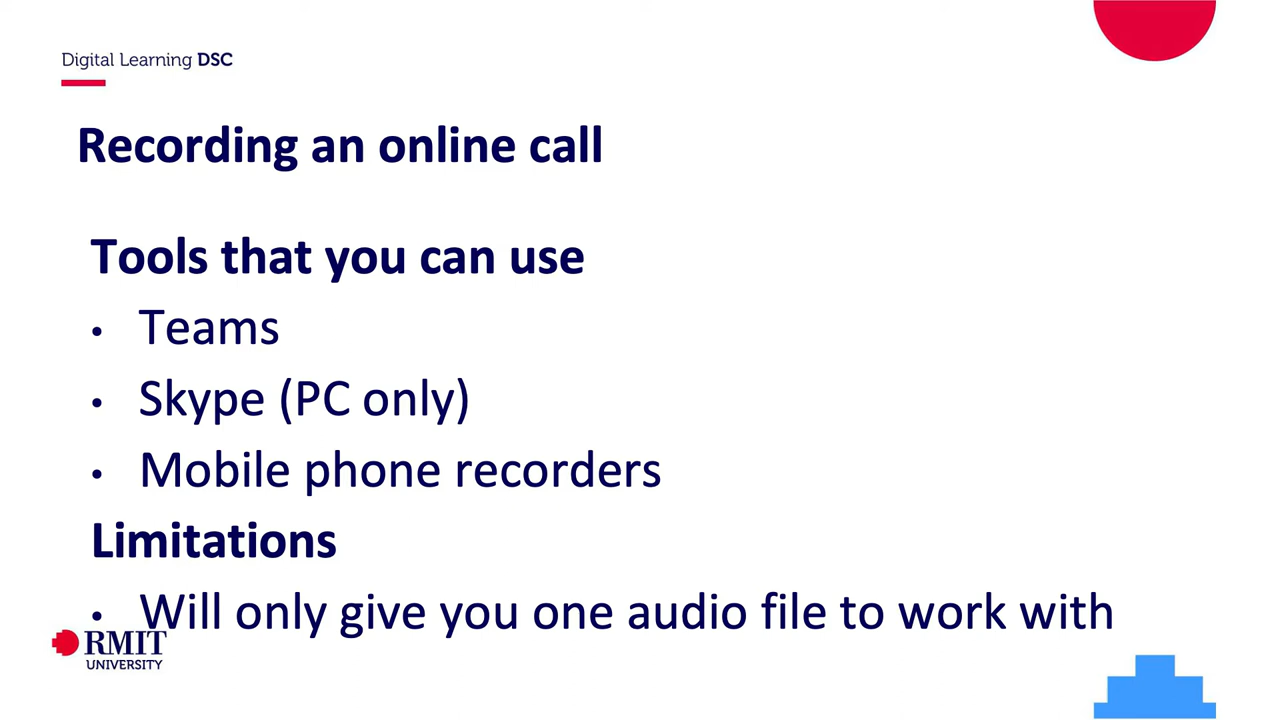 Digital Learning DSC
Recording an online call
Tools that you can use
• Teams
• Skype (PC only)
• Mobile phone recorders
Limitations
• Will only give you one audio file to work with
RMIT
UNIVERSITY